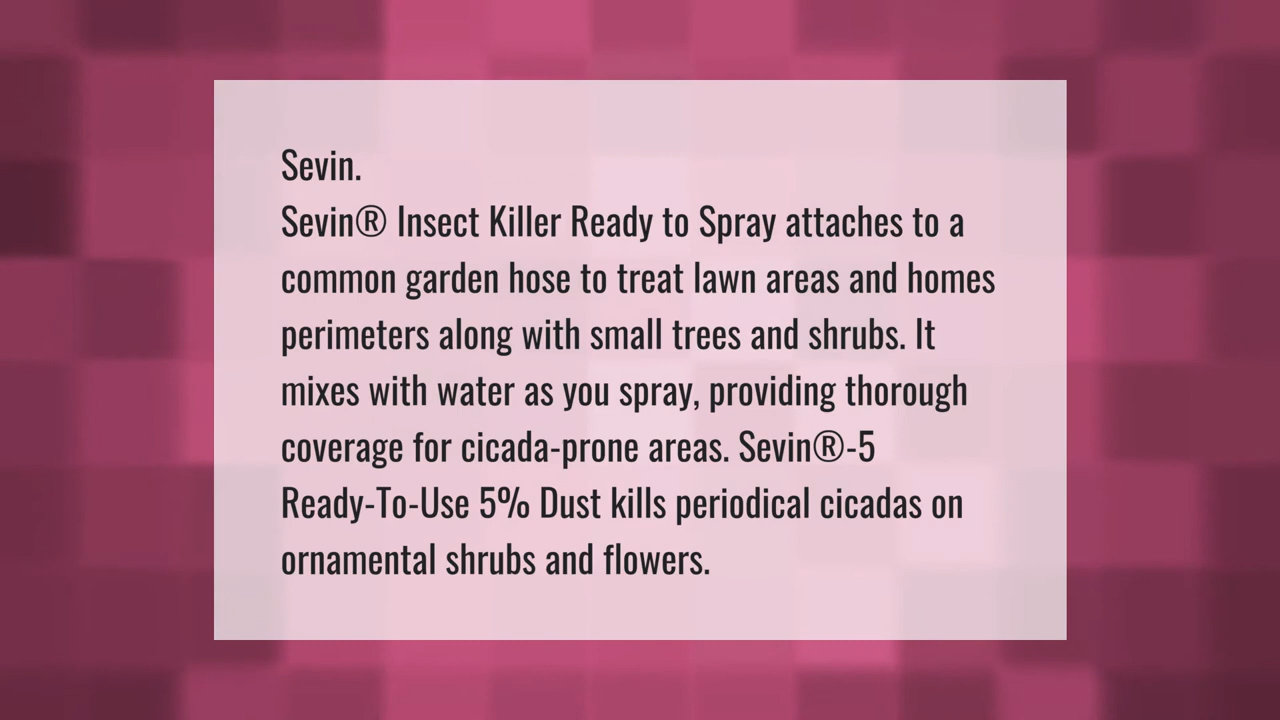 Sevin.
Sevin® Insect Killer Ready to Spray attaches to a
common garden hose to treat lawn areas and homes
perimeters along with small trees and shrubs. It
mixes with water as you spray, providing thorough
coverage for cicada-prone areas. Sevin®-5
Ready-To-Use 5% Dust kills periodical cicadas on
ornamental shrubs and flowers.